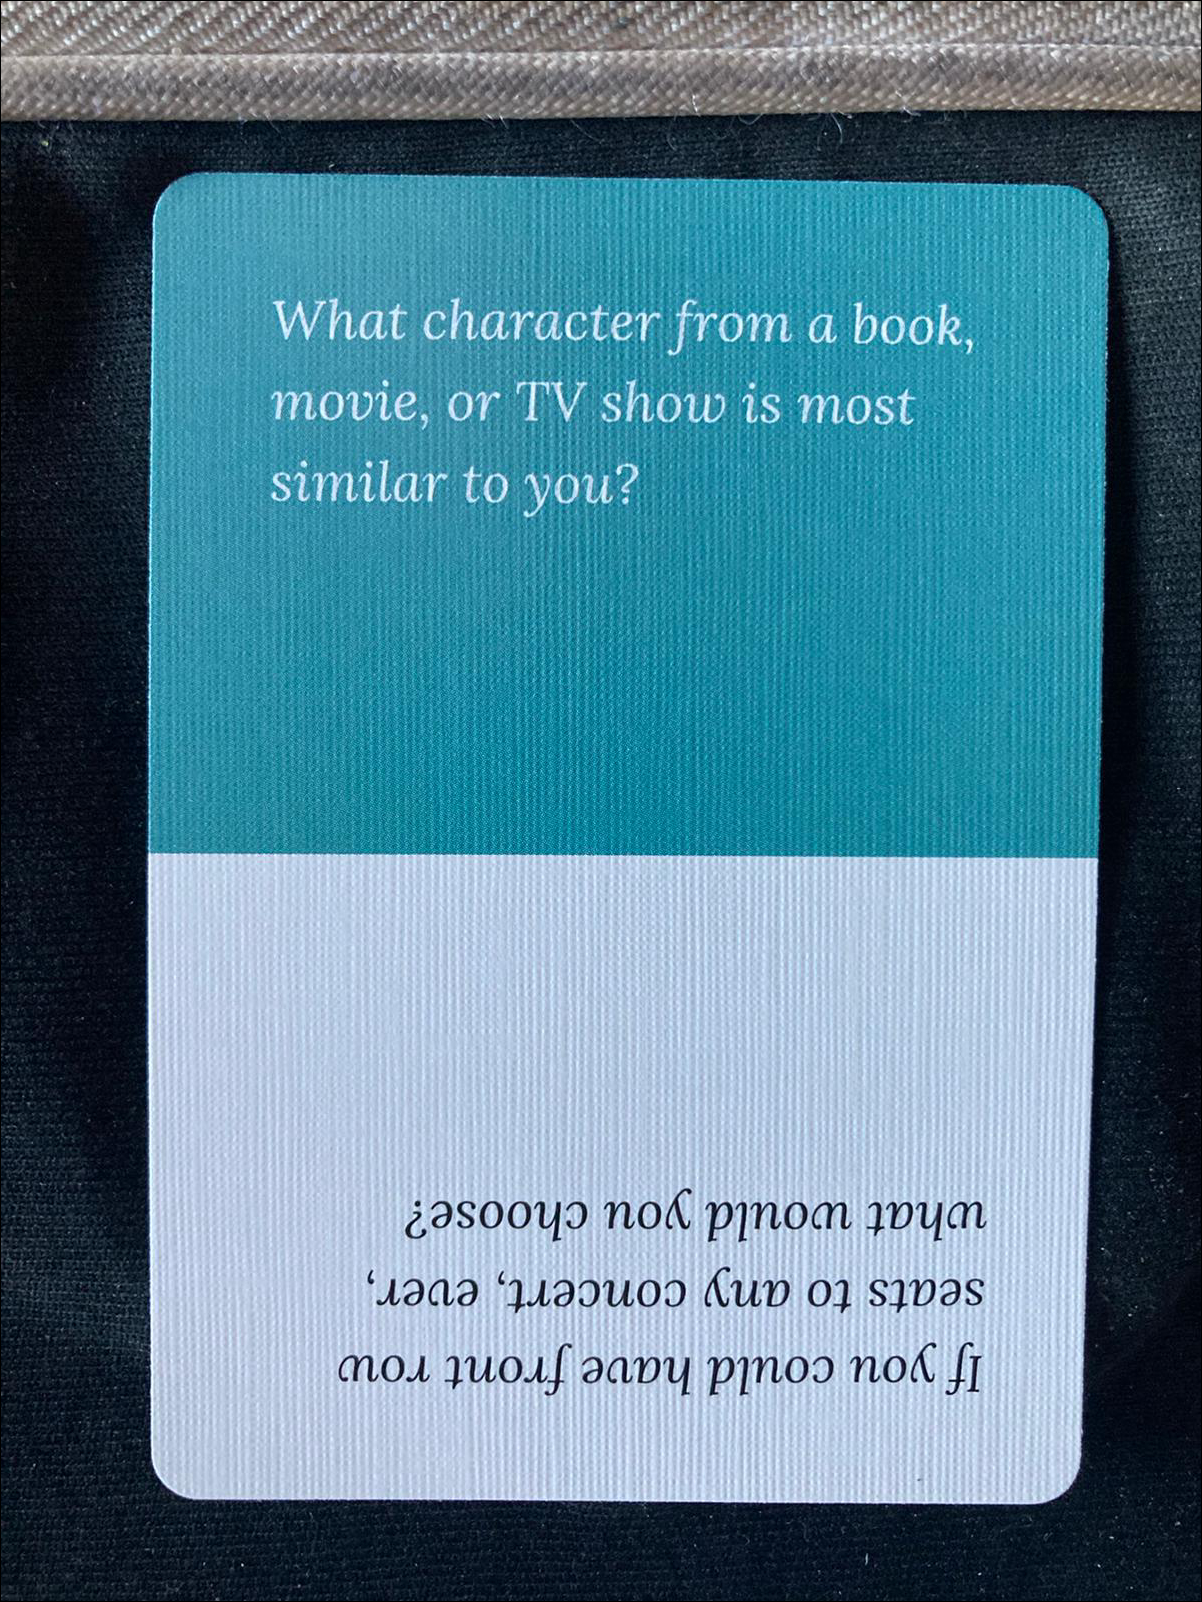 What character from a book,
movie, or TV show is most
similar to you?
If you could have front row
seats to any concert, ever,
what would you choose?